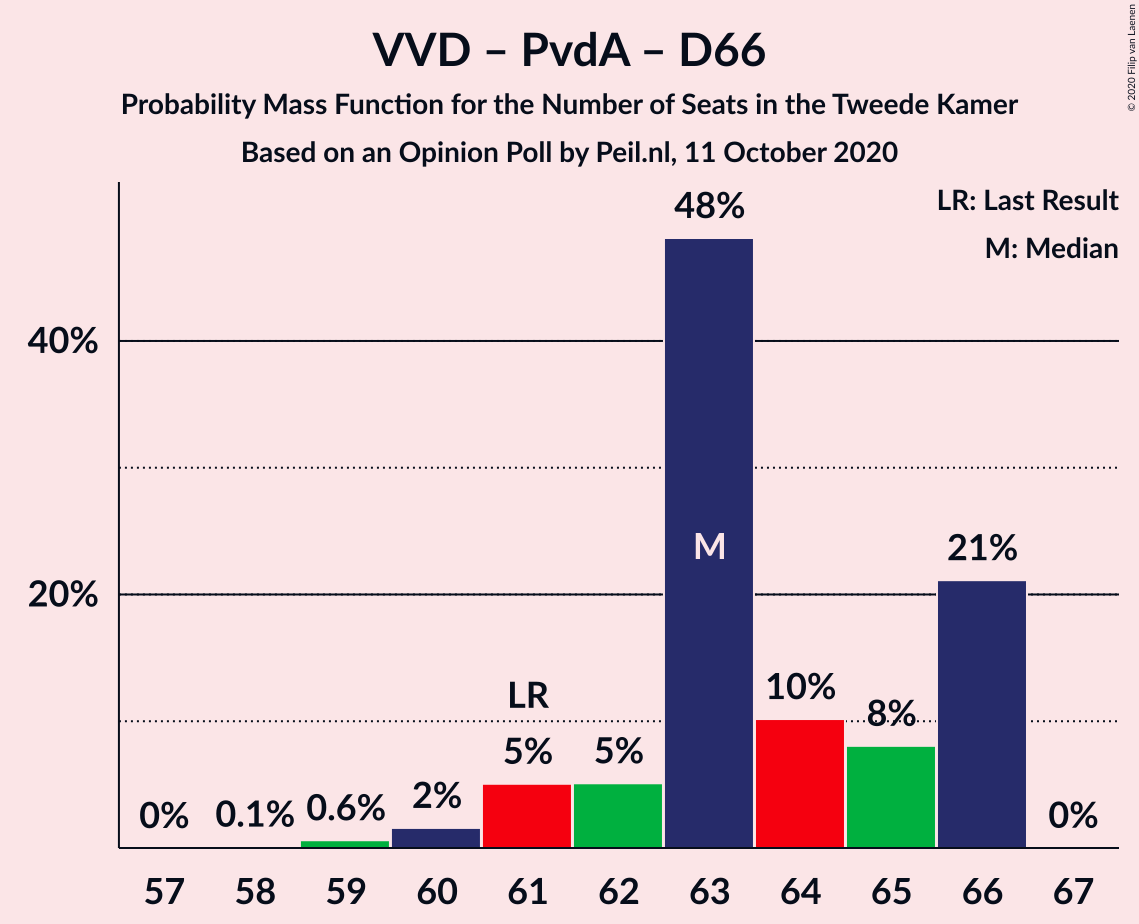 VVD – PvdA – D66
Probability Mass Function for the Number of Seats in the Tweede Kamer
Based on an Opinion Poll by Peil.nl, 11 October 2020
© 2020 Filip van Laenen
LR: Last Result
M: Median
48%
40%
M
21%
20%
LR
10%
8%
5%
5%
2%
0.6%
0.1%
0%
0%
57 58 59 60 61 62 63 64 65 66 67